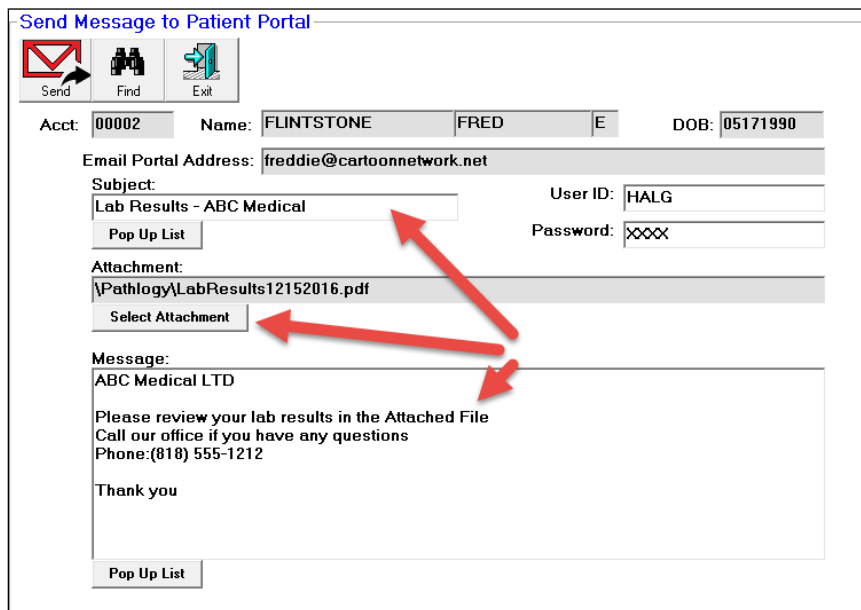 Send Message to Patient Portal
Send Find Exit
Acct: 00002 Name: FLINTSTONE FRED E DOB: 05171990
Email Portal Address: freddie@cartoonnetwork.net
Subject:
Lab Results - ABC Medical
User ID: HALG
Pop Up List
Password: XXXX
Attachment:
\Pathlogy\LabResults12152016.pdf
Select Attachment
Message:
ABC Medical LTD
Please review your lab results in the Attached File
Call our office if you have any questions
Phone:(818) 555-1212
Thank you
Pop Up List